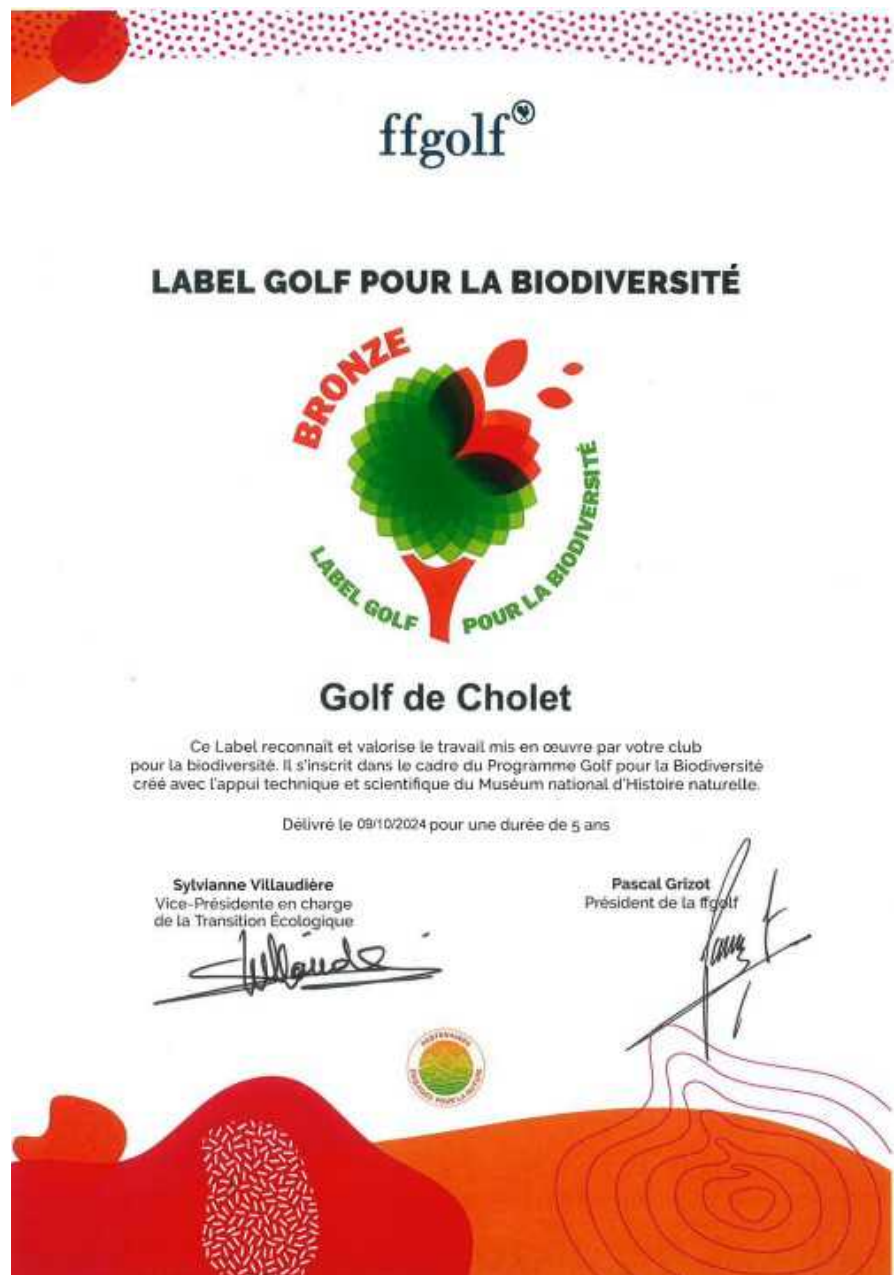 ffgolf
LABEL GOLF POUR LA BIODIVERSITÉ
BRONZE
LABEL GOLF POUR LA BIODIVERSITÉ
Golf de Cholet
Ce Label reconnaît et valorise le travail mis en œuvre par votre club
pour la biodiversité. Il s'inscrit dans le cadre du Programme Golf pour la Biodiversité
créé avec l'appui technique et scientifique du Muséum national d'Histoire naturelle.
Délivré le 09/10/2024 pour une durée de 5 ans
Sylvianne Villaudière
Vice-Présidente en charge
de la Transition Écologique
Pascal Grizot
Président de la ffgolf